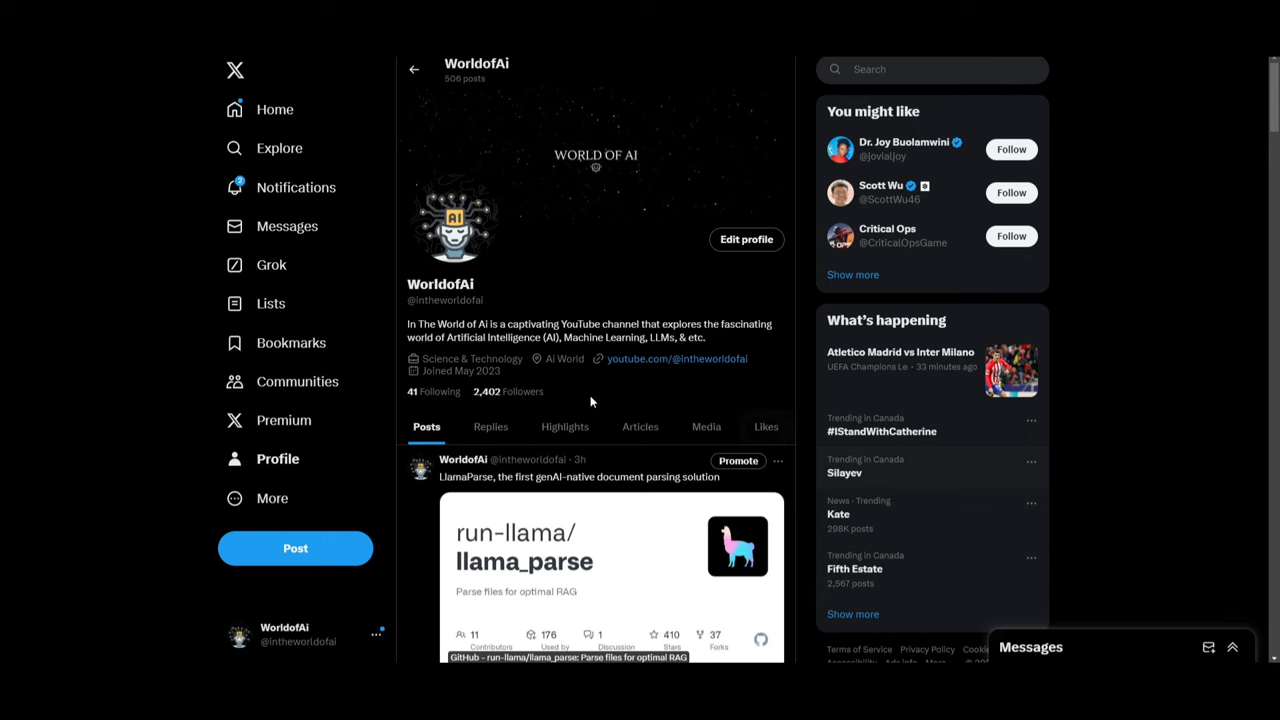 Home
Explore
2
Notifications
Messages
Grok
Lists
Bookmarks
Communities
Premium
Profile
More
Post
WorldofAi
@intheworldofai
WorldofAi
506 posts
WORLD OF AI
AI
Edit profile
WorldofAi
@intheworldofai
In The World of Ai is a captivating YouTube channel that explores the fascinating
world of Artificial Intelligence (AI), Machine Learning, LLMs, & etc.
Science & Technology Ai World youtube.com/@intheworldofai
Joined May 2023
41 Following 2,402 Followers
Posts Replies Highlights Articles Media Likes
WorldofAi @intheworldofai · 3h Promote
LlamaParse, the first genAI-native document parsing solution
run-llama/
llama_parse
Parse files for optimal RAG
11 176 1 410 37
Contributors Used by Discussion Stars Forks
GitHub - run-llama/llama_parse: Parse files for optimal RAG
Search
You might like
Dr. Joy Buolamwini
@jovialjoy
Follow
Scott Wu
@ScottWu46
Follow
Critical Ops
@CriticalOpsGame
Follow
Show more
What's happening
Atletico Madrid vs Inter Milano
UEFA Champions Le · 33 minutes ago
Trending in Canada
#IStandWithCatherine
Trending in Canada
Silayev
News · Trending
Kate
298K posts
Trending in Canada
Fifth Estate
2,567 posts
Show more
Terms of Service Privacy Policy Cookie
Messages